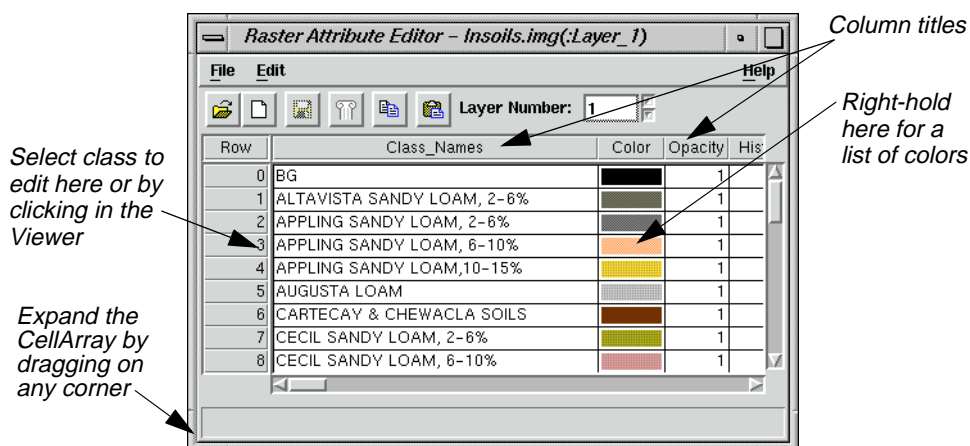 Raster Attribute Editor – lnsoils.img(:Layer_1)
File Edit Help
Layer Number: 1
Row Class_Names Color Opacity His
0 BG 1
1 ALTAVISTA SANDY LOAM, 2-6% 1
2 APPLING SANDY LOAM, 2-6% 1
3 APPLING SANDY LOAM, 6-10% 1
4 APPLING SANDY LOAM,10-15% 1
5 AUGUSTA LOAM 1
6 CARTECAY & CHEWACLA SOILS 1
7 CECIL SANDY LOAM, 2-6% 1
8 CECIL SANDY LOAM, 6-10% 1
Column titles
Right-hold
here for a
list of colors
Select class to
edit here or by
clicking in the
Viewer
Expand the
CellArray by
dragging on
any corner